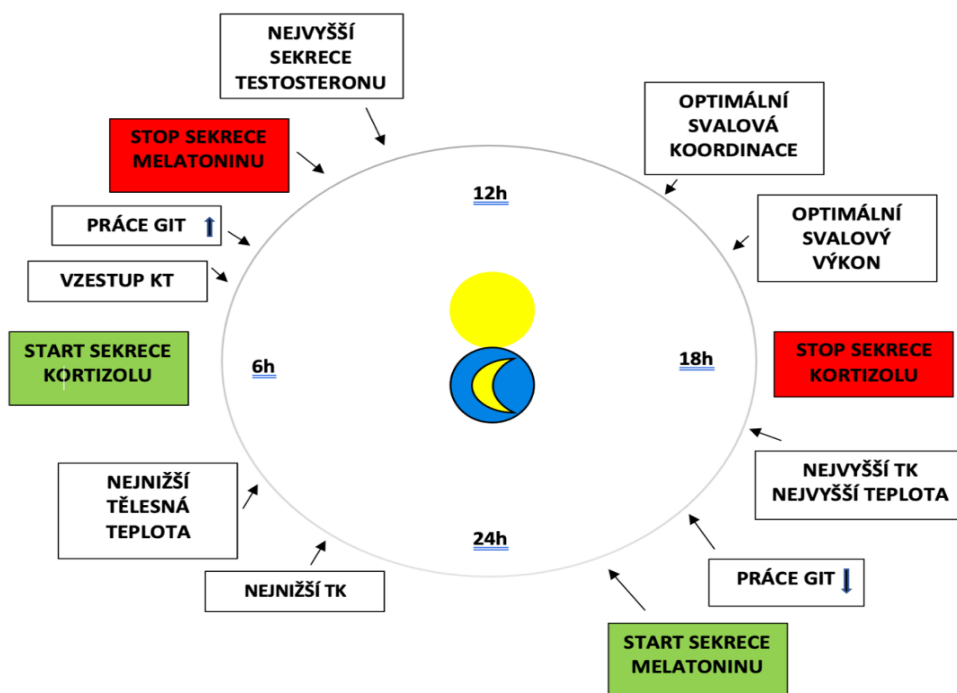 NEJVYŠŠÍ
SEKRECE
TESTOSTERONU
OPTIMÁLNÍ
SVALOVÁ
KOORDINACE
STOP SEKRECE
MELATONINU
12h
PRÁCE GIT
OPTIMÁLNÍ
SVALOVÝ
VÝKON
VZESTUP KT
START SEKRECE
KORTIZOLU
6h
18h
STOP SEKRECE
KORTIZOLU
NEJNIŽŠÍ
TĚLESNÁ
TEPLOTA
NEJVYŠŠÍ TK
NEJVYŠŠÍ TEPLOTA
24h
NEJNIŽŠÍ TK
PRÁCE GIT
START SEKRECE
MELATONINU